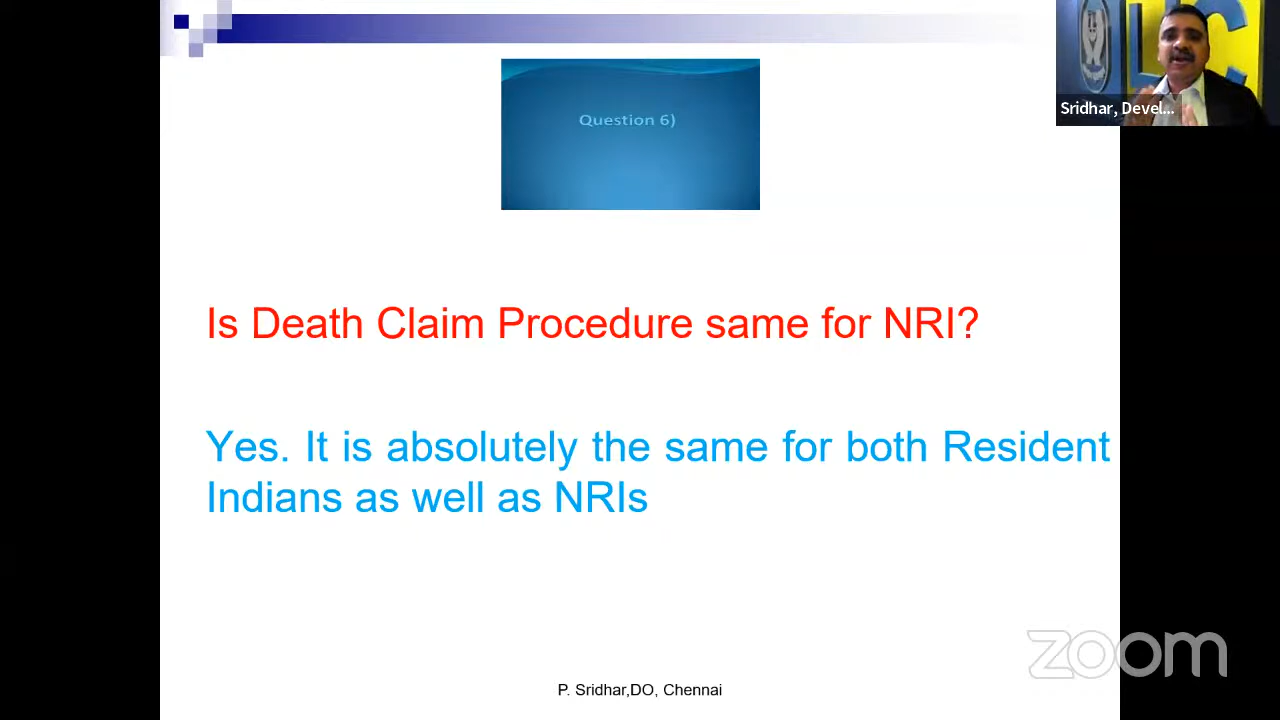 Question 6)
Sridhar, Devel...
Is Death Claim Procedure same for NRI?
Yes. It is absolutely the same for both Resident
Indians as well as NRIs
zoom
P. Sridhar,DO, Chennai